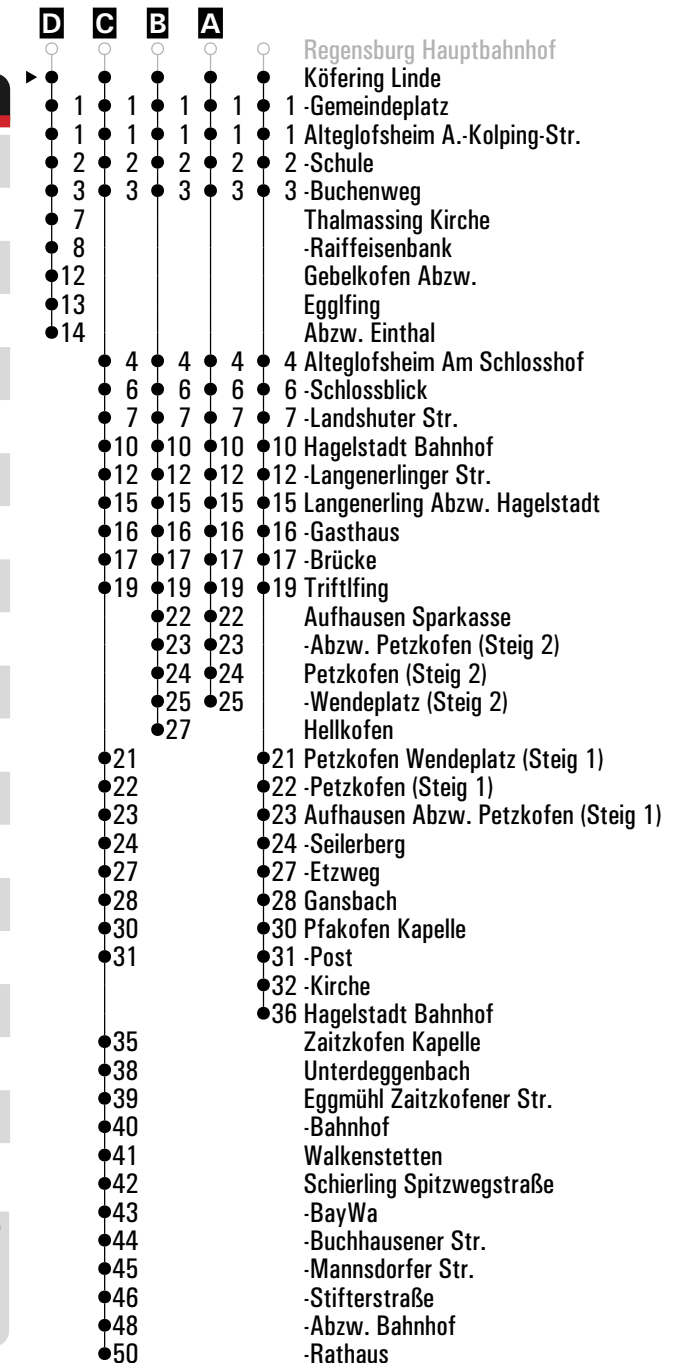 D C B A
Regensburg Hauptbahnhof
Köfering Linde
1 1 1 1 1 -Gemeindeplatz
1 1 1 1 1 Alteglofsheim A.-Kolping-Str.
2 2 2 2 2 -Schule
3 3 3 3 3 -Buchenweg
7 Thalmassing Kirche
8 -Raiffeisenbank
12 Gebelkofen Abzw.
13 Egglfing
14 Abzw. Einthal
4 4 4 4 Alteglofsheim Am Schlosshof
6 6 6 6 -Schlossblick
7 7 7 7 -Landshuter Str.
10 10 10 10 Hagelstadt Bahnhof
12 12 12 12 -Langenerlinger Str.
15 15 15 15 Langenerling Abzw. Hagelstadt
16 16 16 16 -Gasthaus
17 17 17 17 -Brücke
19 19 19 19 Triftlfing
22 22 Aufhausen Sparkasse
23 23 -Abzw. Petzkofen (Steig 2)
24 24 Petzkofen (Steig 2)
25 25 -Wendeplatz (Steig 2)
27 Hellkofen
21 21 Petzkofen Wendeplatz (Steig 1)
22 22 -Petzkofen (Steig 1)
23 23 Aufhausen Abzw. Petzkofen (Steig 1)
24 24 -Seilerberg
27 27 -Etzweg
28 28 Gansbach
30 30 Pfakofen Kapelle
31 31 -Post
32 -Kirche
36 Hagelstadt Bahnhof
35 Zaitzkofen Kapelle
38 Unterdeggenbach
39 Eggmühl Zaitzkofener Str.
40 -Bahnhof
41 Walkenstetten
42 Schierling Spitzwegstraße
43 -BayWa
44 -Buchhausener Str.
45 -Mannsdorfer Str.
46 -Stifterstraße
48 -Abzw. Bahnhof
50 -Rathaus